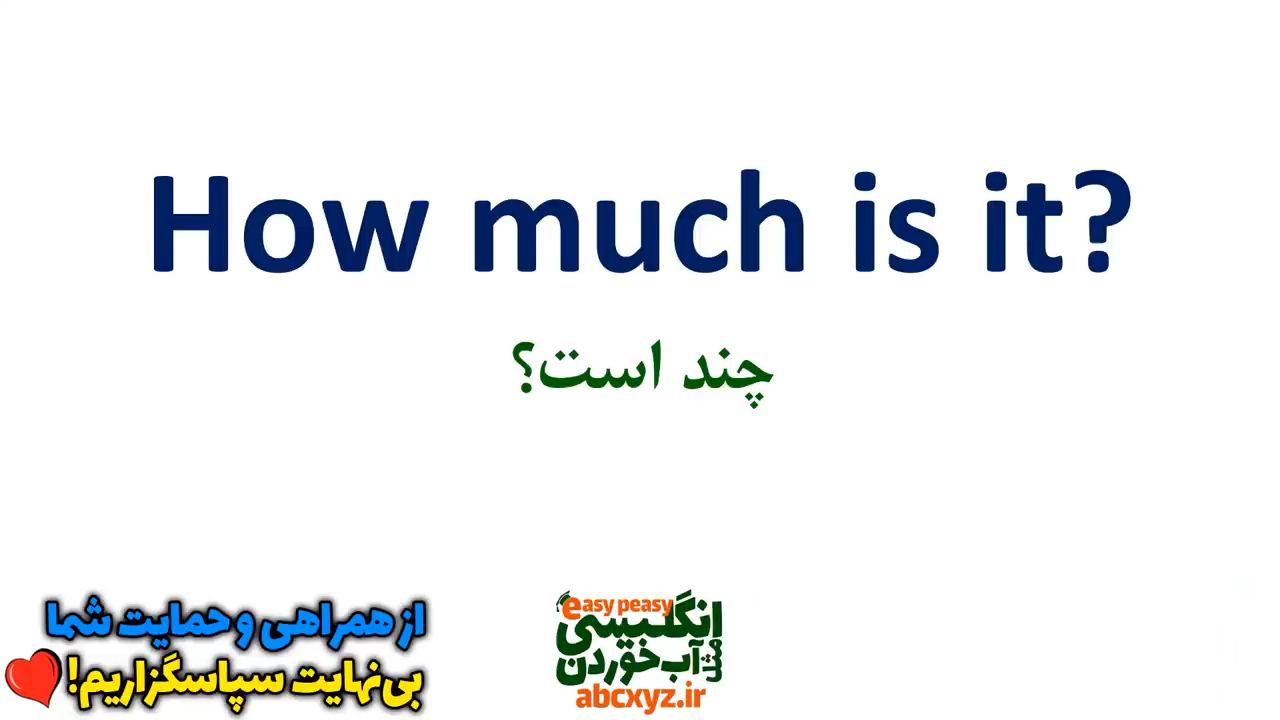 How much is it?
چند است؟
از همراهی و حمایت شما
بی‌نهایت سپاسگزاریم!
easy peasy
انگلیسی
مثل آب خوردن
abcxyz.ir